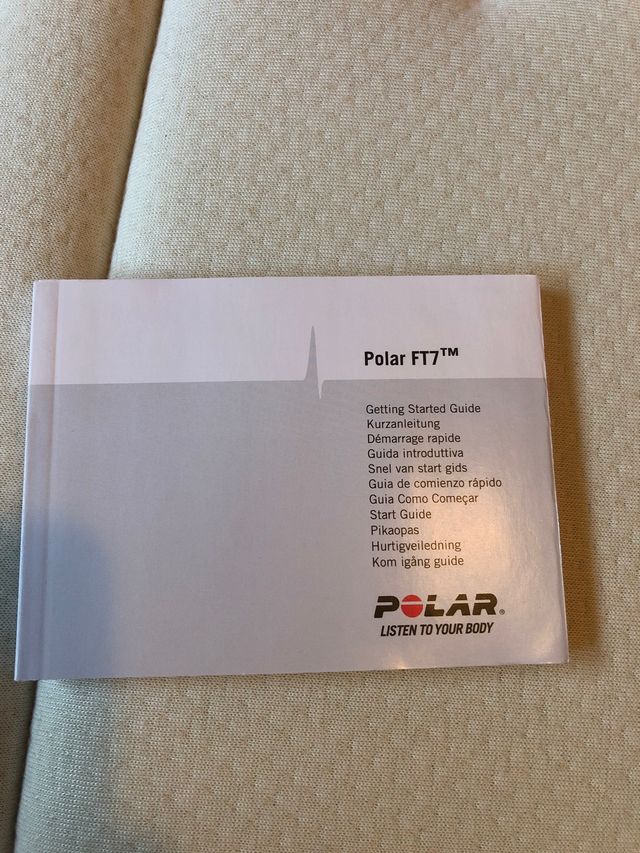 Polar FT7™
Getting Started Guide
Kurzanleitung
Démarrage rapide
Guida introduttiva
Snel van start gids
Guia de comienzo rápido
Guia Como Começar
Start Guide
Pikaopas
Hurtigveiledning
Kom igång guide
POLAR®
LISTEN TO YOUR BODY